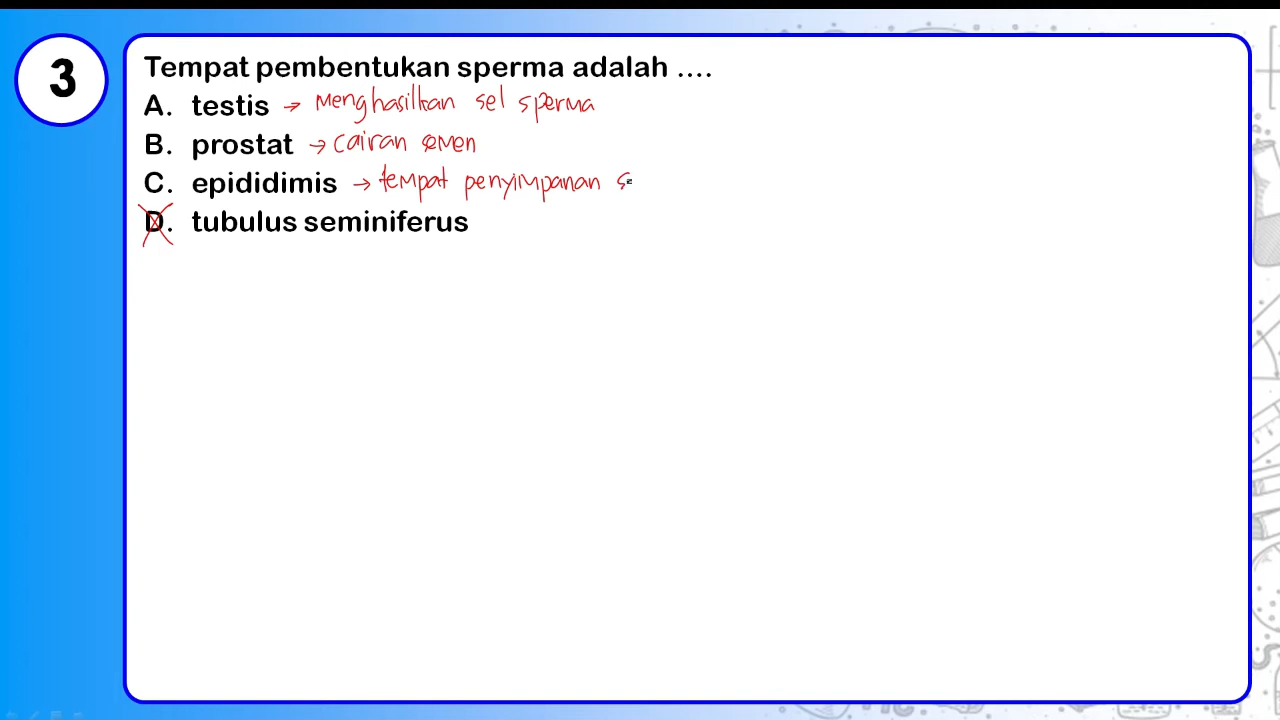 3
Tempat pembentukan sperma adalah ....
A. testis → menghasilkan sel sperma
B. prostat → cairan semen
C. epididimis → tempat penyimpanan s
D. tubulus seminiferus